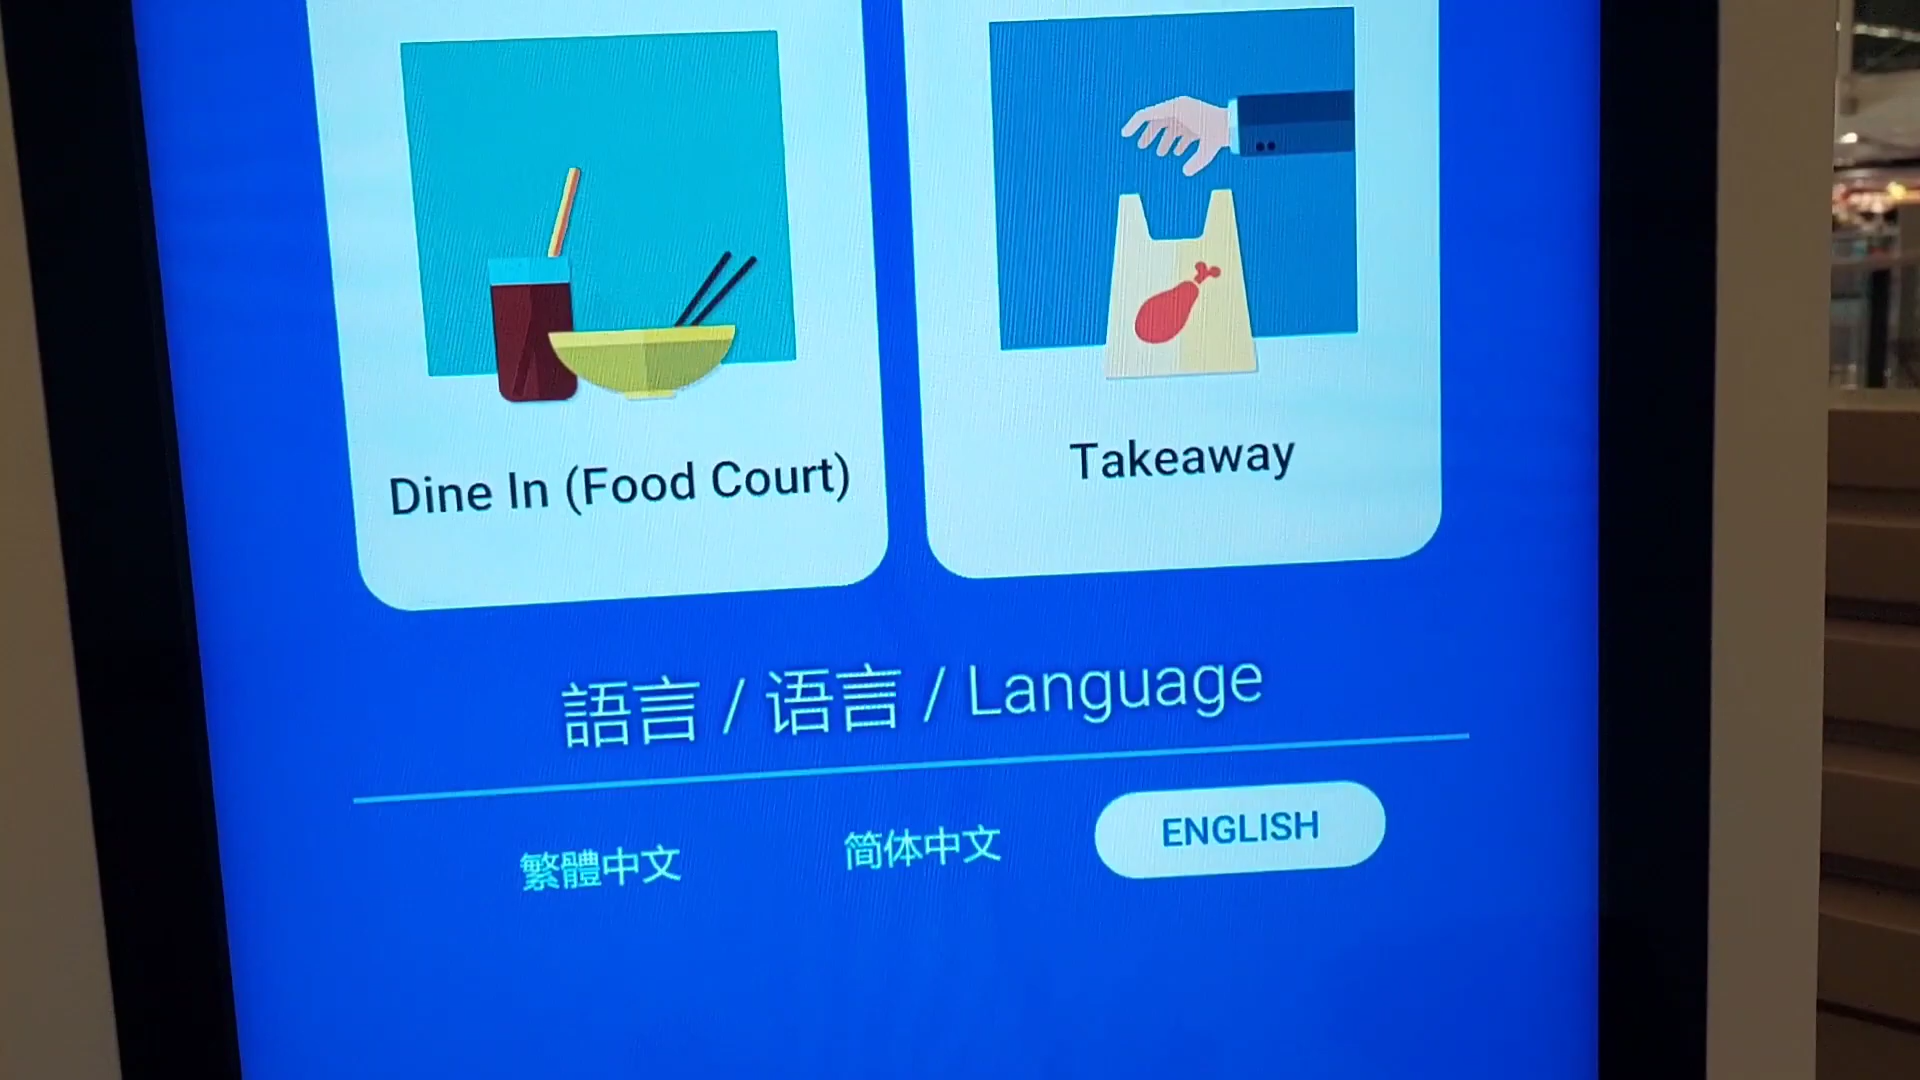 Dine In (Food Court)
Takeaway
語言 / 语言 / Language
繁體中文
简体中文
ENGLISH